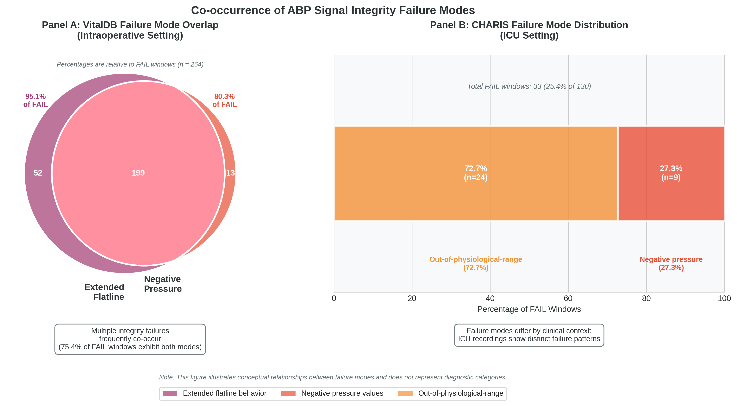 Co-occurrence of ABP Signal Integrity Failure Modes
Panel A: VitalDB Failure Mode Overlap
(Intraoperative Setting)
Percentages are relative to FAIL windows (n = 264)
95.1%
of FAIL
80.3%
of FAIL
52
199
13
Extended
Flatline
Negative
Pressure
Multiple integrity failures
frequently co-occur
(75.4% of FAIL windows exhibit both modes)
Panel B: CHARIS Failure Mode Distribution
(ICU Setting)
Total FAIL windows: 33 (25.4% of 130)
72.7%
(n=24)
27.3%
(n=9)
Out-of-physiological-range
(72.7%)
Negative pressure
(27.3%)
0 20 40 60 80 100
Percentage of FAIL Windows
Failure modes differ by clinical context:
ICU recordings show distinct failure patterns
Note: This figure illustrates conceptual relationships between failure modes and does not represent diagnostic categories.
Extended flatline behavior Negative pressure values Out-of-physiological-range